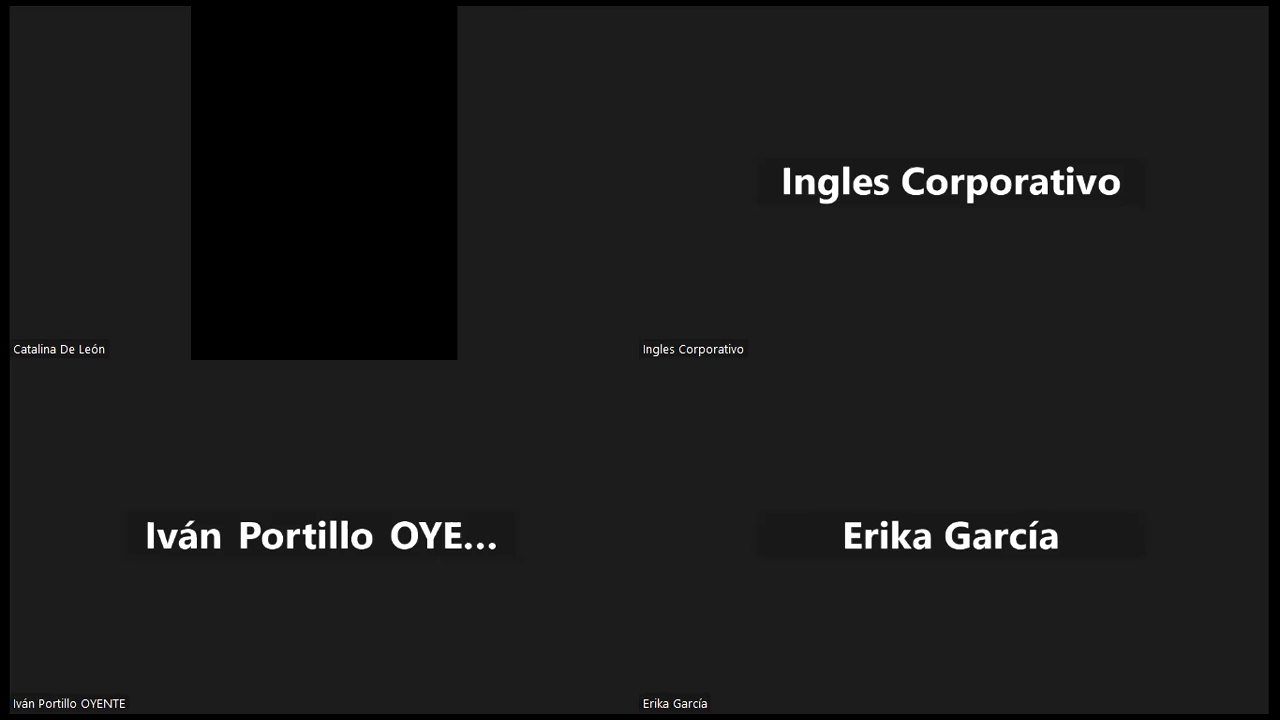 Ingles Corporativo
Catalina De León
Ingles Corporativo
Iván Portillo OYE...
Erika García
Iván Portillo OYENTE
Erika García